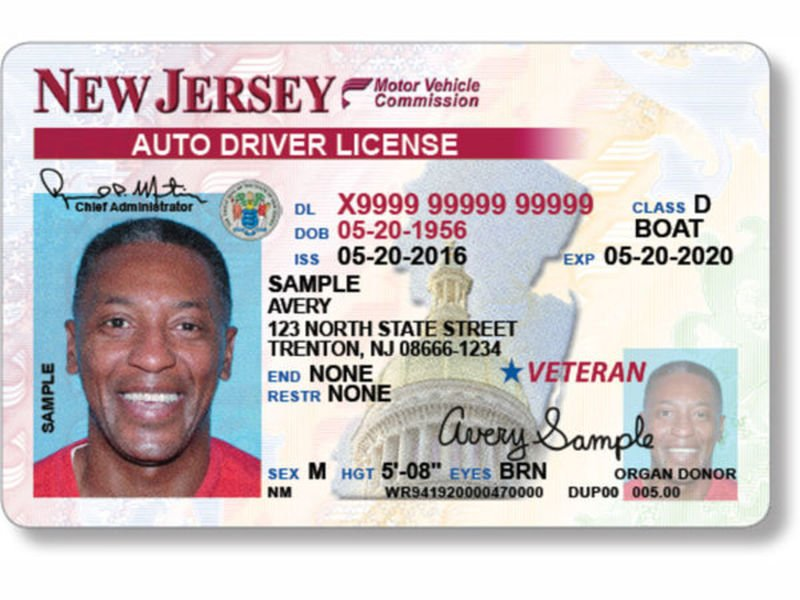 NEW JERSEY Motor Vehicle Commission
AUTO DRIVER LICENSE
Chief Administrator
DL X9999 99999 99999 CLASS D
DOB 05-20-1956 BOAT
ISS 05-20-2016 EXP 05-20-2020
SAMPLE
AVERY
123 NORTH STATE STREET
TRENTON, NJ 08666-1234
END NONE
VETERAN
RESTR NONE
SAMPLE
Avery Sample
SEX M HGT 5'-08" EYES BRN ORGAN DONOR
NM WR941920000470000 DUP00 005.00